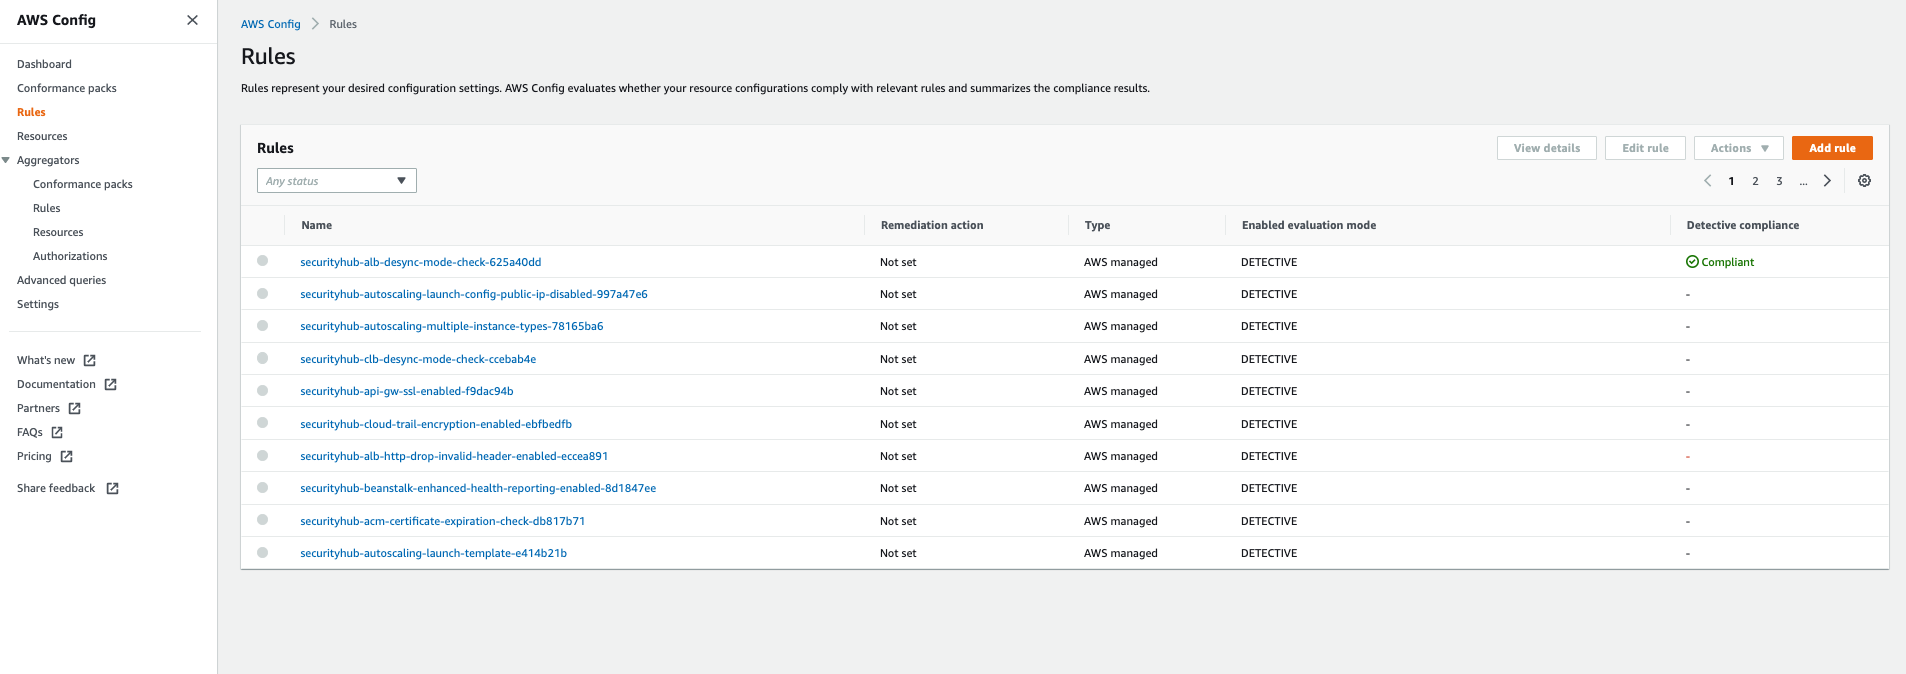 AWS Config
Dashboard
Conformance packs
Rules
Resources
Aggregators
Conformance packs
Rules
Resources
Authorizations
Advanced queries
Settings
What's new
Documentation
Partners
FAQs
Pricing
Share feedback
AWS Config Rules
Rules
Rules represent your desired configuration settings. AWS Config evaluates whether your resource configurations comply with relevant rules and summarizes the compliance results.
Rules View details Edit rule Actions Add rule
Any status 1 2 3 ...
Name Remediation action Type Enabled evaluation mode Detective compliance
securityhub-alb-desync-mode-check-625a40dd Not set AWS managed DETECTIVE Compliant
securityhub-autoscaling-launch-config-public-ip-disabled-997a47e6 Not set AWS managed DETECTIVE -
securityhub-autoscaling-multiple-instance-types-78165ba6 Not set AWS managed DETECTIVE -
securityhub-clb-desync-mode-check-ccebab4e Not set AWS managed DETECTIVE -
securityhub-api-gw-ssl-enabled-f9dac94b Not set AWS managed DETECTIVE -
securityhub-cloud-trail-encryption-enabled-ebfbedfb Not set AWS managed DETECTIVE -
securityhub-alb-http-drop-invalid-header-enabled-eccea891 Not set AWS managed DETECTIVE -
securityhub-beanstalk-enhanced-health-reporting-enabled-8d1847ee Not set AWS managed DETECTIVE -
securityhub-acm-certificate-expiration-check-db817b71 Not set AWS managed DETECTIVE -
securityhub-autoscaling-launch-template-e414b21b Not set AWS managed DETECTIVE -